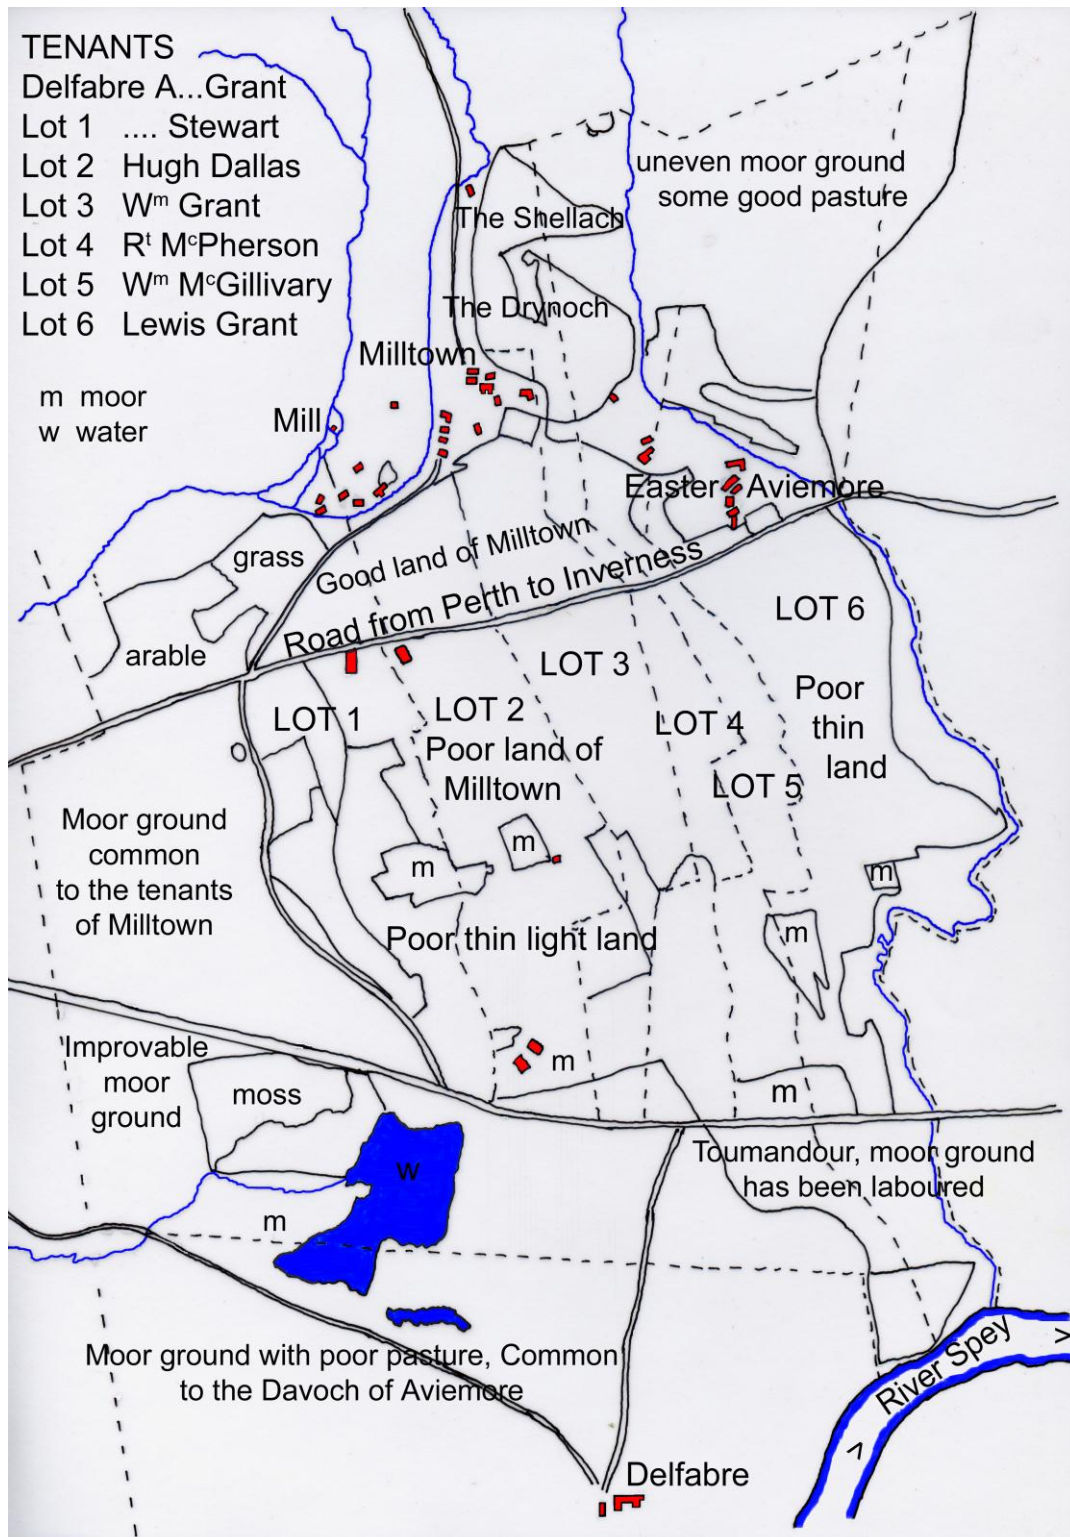 TENANTS
Delfabre A...Grant
Lot 1 .... Stewart
Lot 2 Hugh Dallas
Lot 3 Wᵐ Grant
Lot 4 Rᵗ MᶜPherson
Lot 5 Wᵐ MᶜGillivary
Lot 6 Lewis Grant
m moor
w water
uneven moor ground
some good pasture
The Shellach
The Drynoch
Milltown
Mill
Easter Aviemore
grass
Good land of Milltown
Road from Perth to Inverness
arable
LOT 1
LOT 2
LOT 3
LOT 4
LOT 5
LOT 6
Poor land of
Milltown
Poor
thin
land
Moor ground
common
to the tenants
of Milltown
m
m
m
m
Poor thin light land
Improvable
moor
ground
moss
m
m
w
m
Toumandour, moor ground
has been laboured
Moor ground with poor pasture, Common
to the Davoch of Aviemore
River Spey
>
>
Delfabre